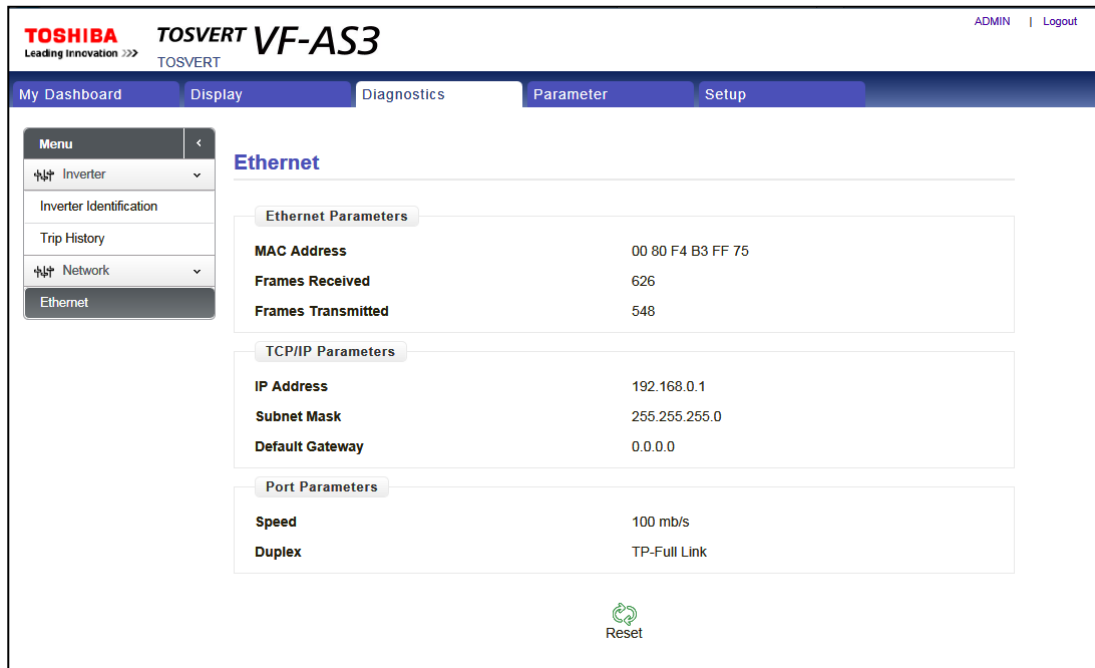 TOSHIBA
Leading Innovation >>>
TOSVERT VF-AS3
TOSVERT
ADMIN | Logout
My Dashboard Display Diagnostics Parameter Setup
Menu
Inverter
Inverter Identification
Trip History
Network
Ethernet
Ethernet
Ethernet Parameters
MAC Address 00 80 F4 B3 FF 75
Frames Received 626
Frames Transmitted 548
TCP/IP Parameters
IP Address 192.168.0.1
Subnet Mask 255.255.255.0
Default Gateway 0.0.0.0
Port Parameters
Speed 100 mb/s
Duplex TP-Full Link
Reset